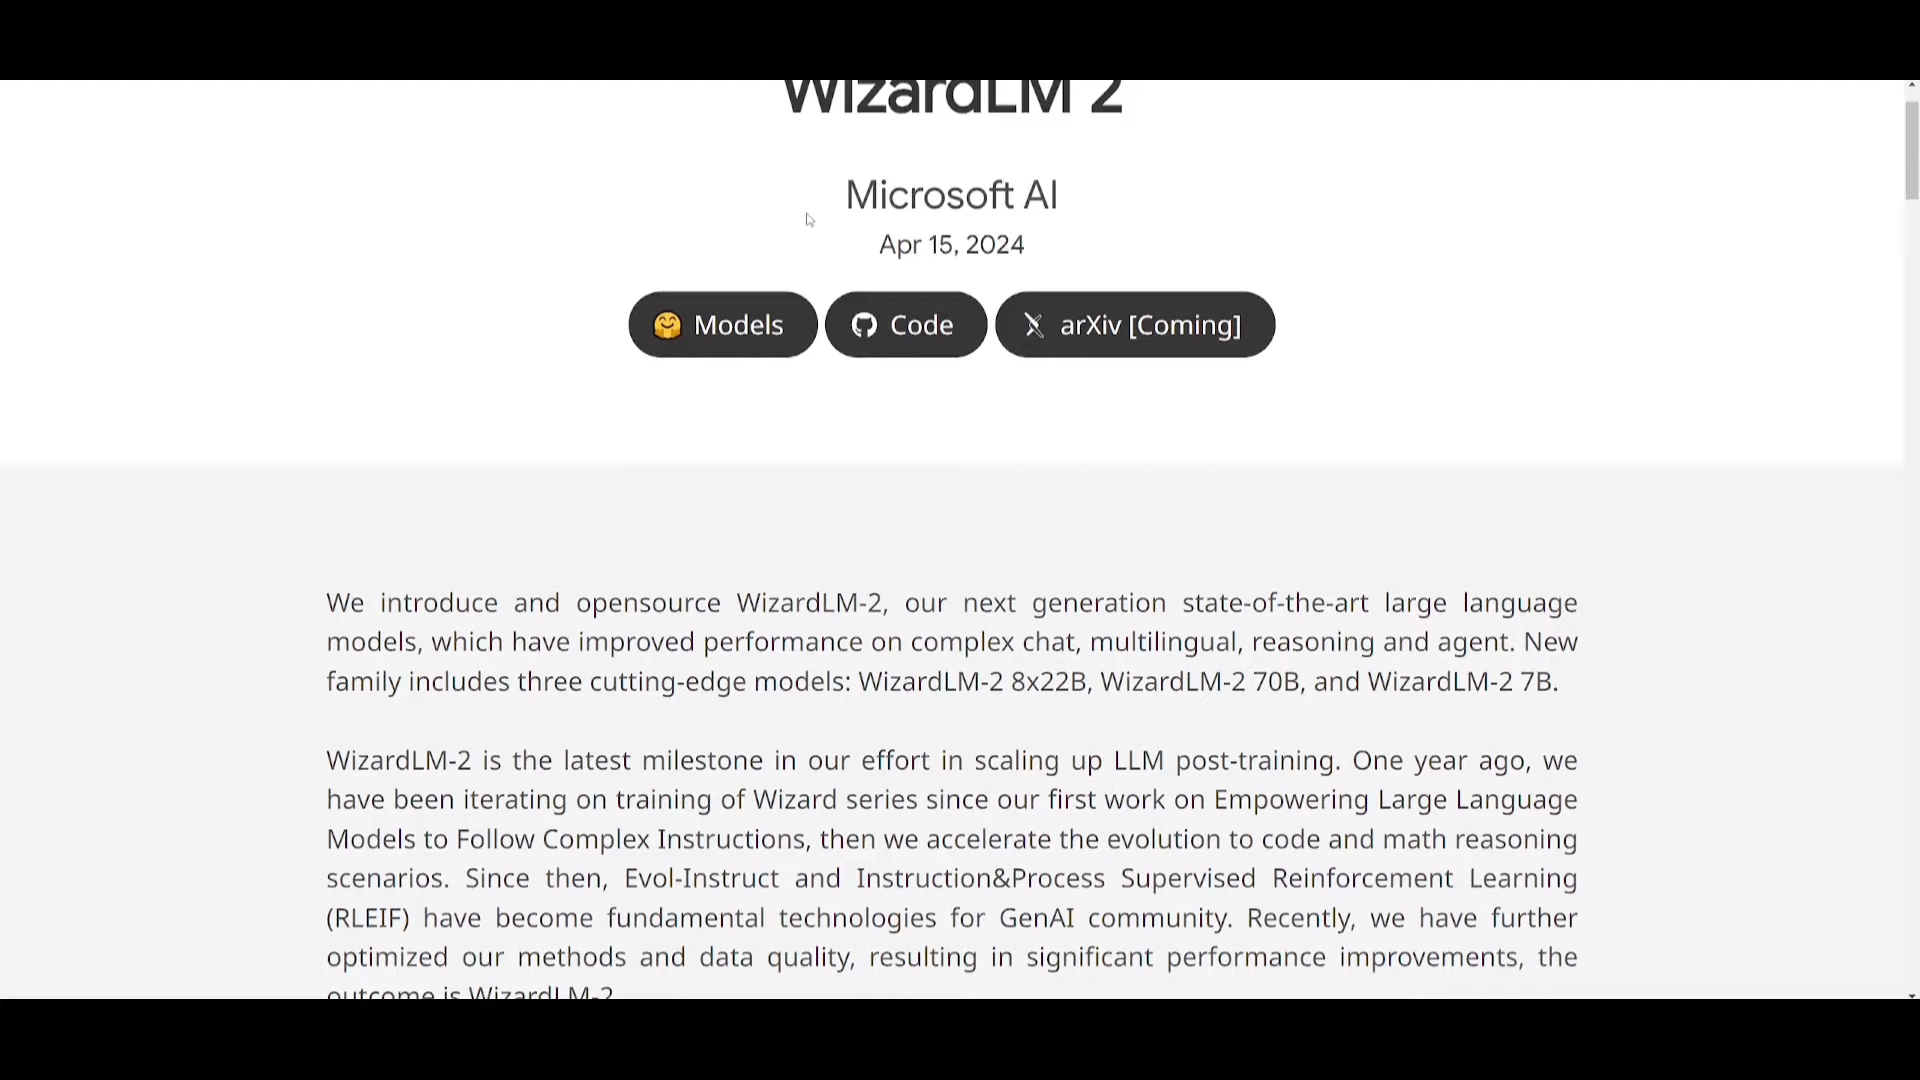 WizardLM 2
Microsoft AI
Apr 15, 2024
Models
Code
arXiv [Coming]
We introduce and opensource WizardLM-2, our next generation state-of-the-art large language
models, which have improved performance on complex chat, multilingual, reasoning and agent. New
family includes three cutting-edge models: WizardLM-2 8x22B, WizardLM-2 70B, and WizardLM-2 7B.
WizardLM-2 is the latest milestone in our effort in scaling up LLM post-training. One year ago, we
have been iterating on training of Wizard series since our first work on Empowering Large Language
Models to Follow Complex Instructions, then we accelerate the evolution to code and math reasoning
scenarios. Since then, Evol-Instruct and Instruction&Process Supervised Reinforcement Learning
(RLEIF) have become fundamental technologies for GenAI community. Recently, we have further
optimized our methods and data quality, resulting in significant performance improvements, the
outcome is WizardLM-2